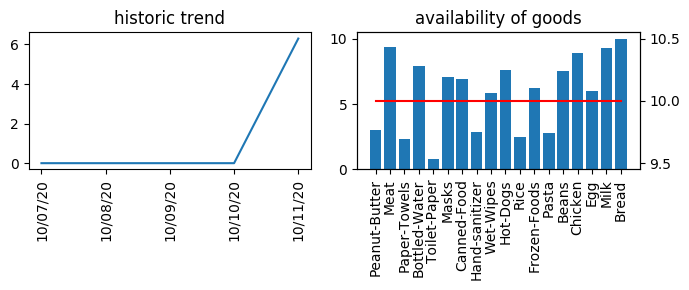 historic trend
6
4
2
0
10/07/20
10/08/20
10/09/20
10/10/20
10/11/20
availability of goods
10
5
0
10.5
10.0
9.5
Peanut-Butter
Meat
Paper-Towels
Bottled-Water
Toilet-Paper
Masks
Canned-Food
Hand-sanitizer
Wet-Wipes
Hot-Dogs
Rice
Frozen-Foods
Pasta
Beans
Chicken
Egg
Milk
Bread